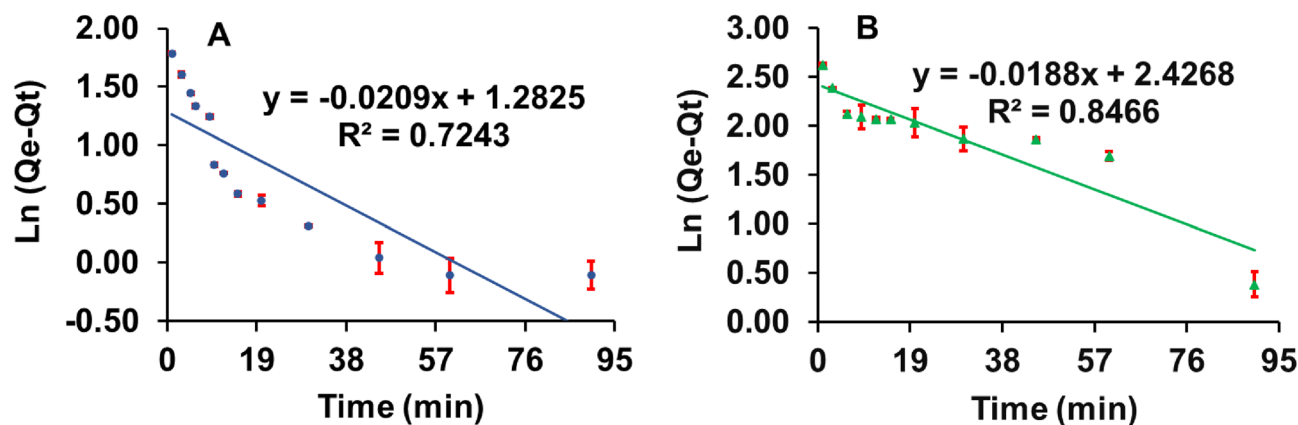 A
2.00
1.50
1.00
0.50
0.00
-0.50
Ln (Qe-Qt)
y = -0.0209x + 1.2825
R² = 0.7243
0 19 38 57 76 95
Time (min)
B
3.00
2.50
2.00
1.50
1.00
0.50
0.00
Ln (Qe-Qt)
y = -0.0188x + 2.4268
R² = 0.8466
0 19 38 57 76 95
Time (min)